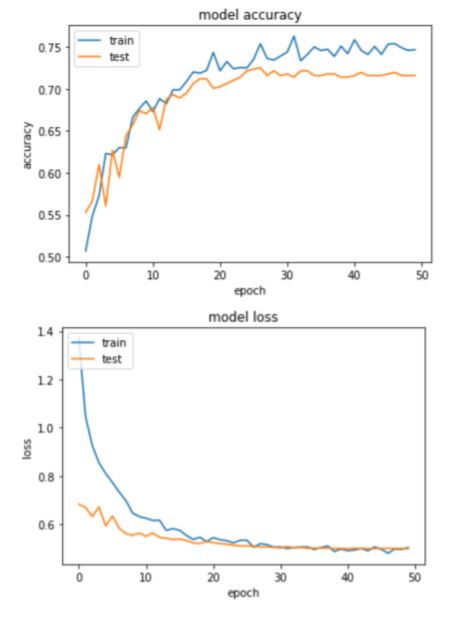 model accuracy
train
test
0.75
0.70
0.65
0.60
0.55
0.50
accuracy
0 10 20 30 40 50
epoch
model loss
1.4
train
test
1.2
1.0
0.8
0.6
loss
0 10 20 30 40 50
epoch